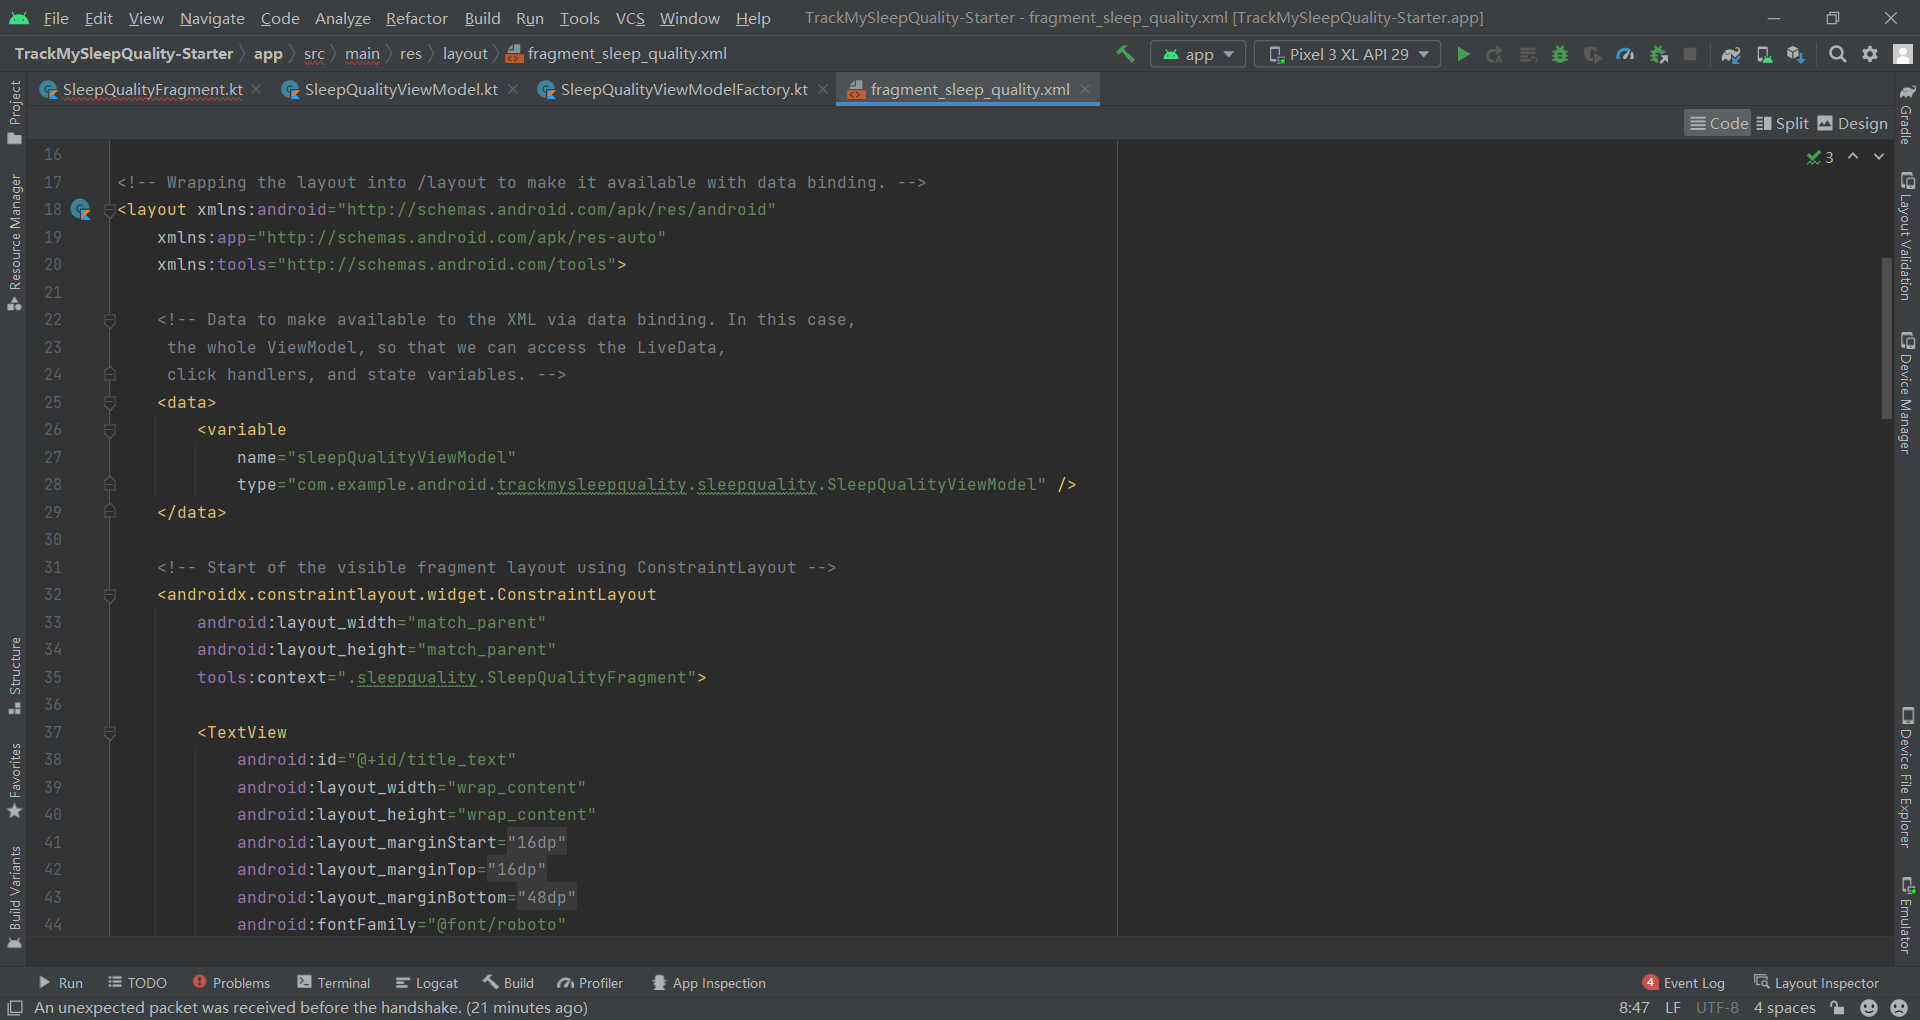 File Edit View Navigate Code Analyze Refactor Build Run Tools VCS Window Help TrackMySleepQuality-Starter - fragment_sleep_quality.xml [TrackMySleepQuality-Starter.app]
TrackMySleepQuality-Starter app src main res layout fragment_sleep_quality.xml app Pixel 3 XL API 29
SleepQualityFragment.kt SleepQualityViewModel.kt SleepQualityViewModelFactory.kt fragment_sleep_quality.xml
Code Split Design
3
16
17 <!-- Wrapping the layout into /layout to make it available with data binding. -->
18 <layout xmlns:android="http://schemas.android.com/apk/res/android"
19 xmlns:app="http://schemas.android.com/apk/res-auto"
20 xmlns:tools="http://schemas.android.com/tools">
21
22 <!-- Data to make available to the XML via data binding. In this case,
23 the whole ViewModel, so that we can access the LiveData,
24 click handlers, and state variables. -->
25 <data>
26 <variable
27 name="sleepQualityViewModel"
28 type="com.example.android.trackmysleepquality.sleepquality.SleepQualityViewModel" />
29 </data>
30
31 <!-- Start of the visible fragment layout using ConstraintLayout -->
32 <androidx.constraintlayout.widget.ConstraintLayout
33 android:layout_width="match_parent"
34 android:layout_height="match_parent"
35 tools:context=".sleepquality.SleepQualityFragment">
36
37 <TextView
38 android:id="@+id/title_text"
39 android:layout_width="wrap_content"
40 android:layout_height="wrap_content"
41 android:layout_marginStart="16dp"
42 android:layout_marginTop="16dp"
43 android:layout_marginBottom="48dp"
44 android:fontFamily="@font/roboto"
Project
Resource Manager
Structure
Favorites
Build Variants
Gradle
Layout Validation
Device Manager
Device File Explorer
Emulator
Run TODO Problems Terminal Logcat Build Profiler App Inspection 4 Event Log Layout Inspector
An unexpected packet was received before the handshake. (21 minutes ago) 8:47 LF UTF-8 4 spaces